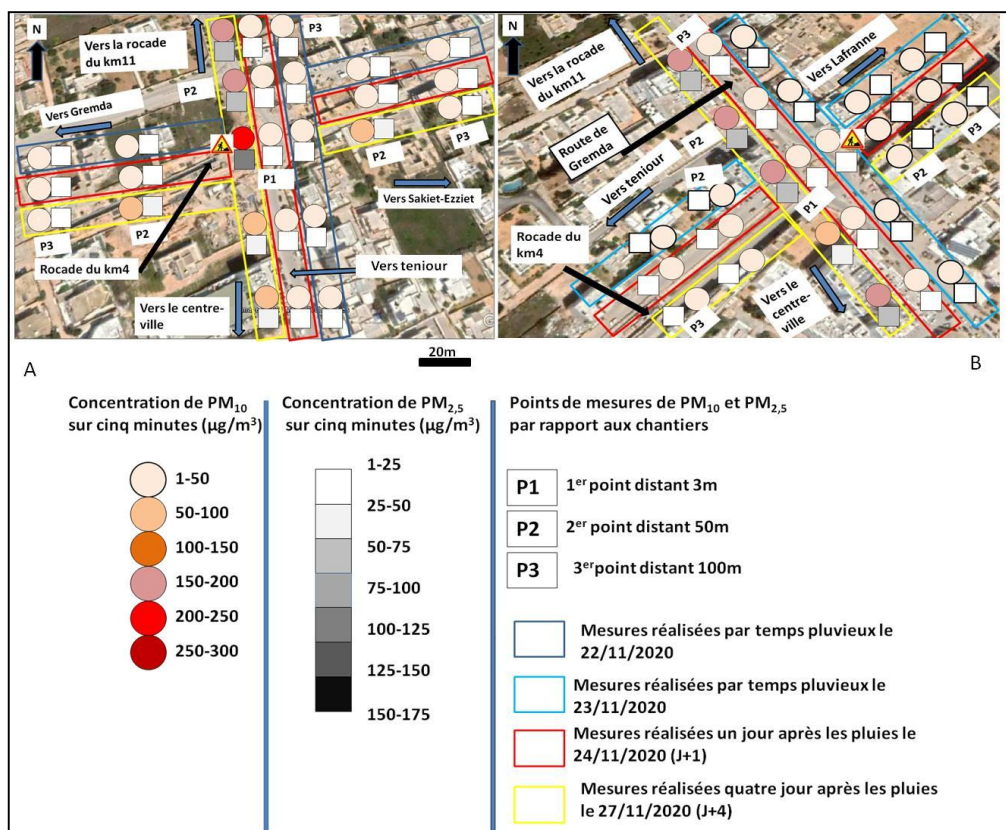 N
Vers la rocade
du km11
P3
P2
Vers Gremda
P1
P3
P2
Vers Sakiet-Ezziet
P3
P2
Rocade du km4
Vers teniour
Vers le centre-
ville
N
P3
Vers la rocade
du km11
Vers Lafranne
Route de
Gremda
P2
Vers teniour
P2
P3
P2
P1
Rocade du
km4
P3
Vers le
centre-
ville
A
20m
B
Concentration de PM10
sur cinq minutes (µg/m³)
1-50
50-100
100-150
150-200
200-250
250-300
Concentration de PM2,5
sur cinq minutes (µg/m³)
1-25
25-50
50-75
75-100
100-125
125-150
150-175
Points de mesures de PM10 et PM2,5
par rapport aux chantiers
P1 1er point distant 3m
P2 2er point distant 50m
P3 3er point distant 100m
Mesures réalisées par temps pluvieux le
22/11/2020
Mesures réalisées par temps pluvieux le
23/11/2020
Mesures réalisées un jour après les pluies le
24/11/2020 (J+1)
Mesures réalisées quatre jour après les pluies
le 27/11/2020 (J+4)